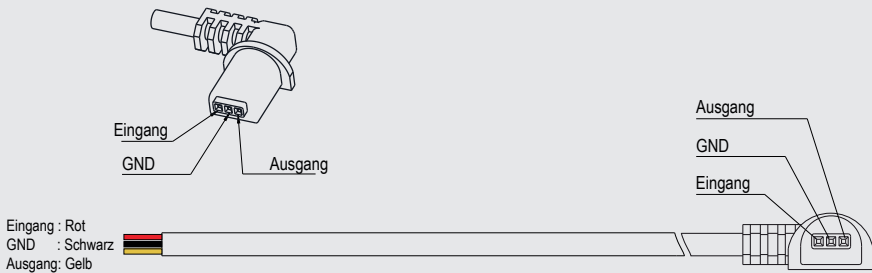 Eingang
GND
Ausgang
Ausgang
GND
Eingang
Eingang : Rot
GND : Schwarz
Ausgang: Gelb